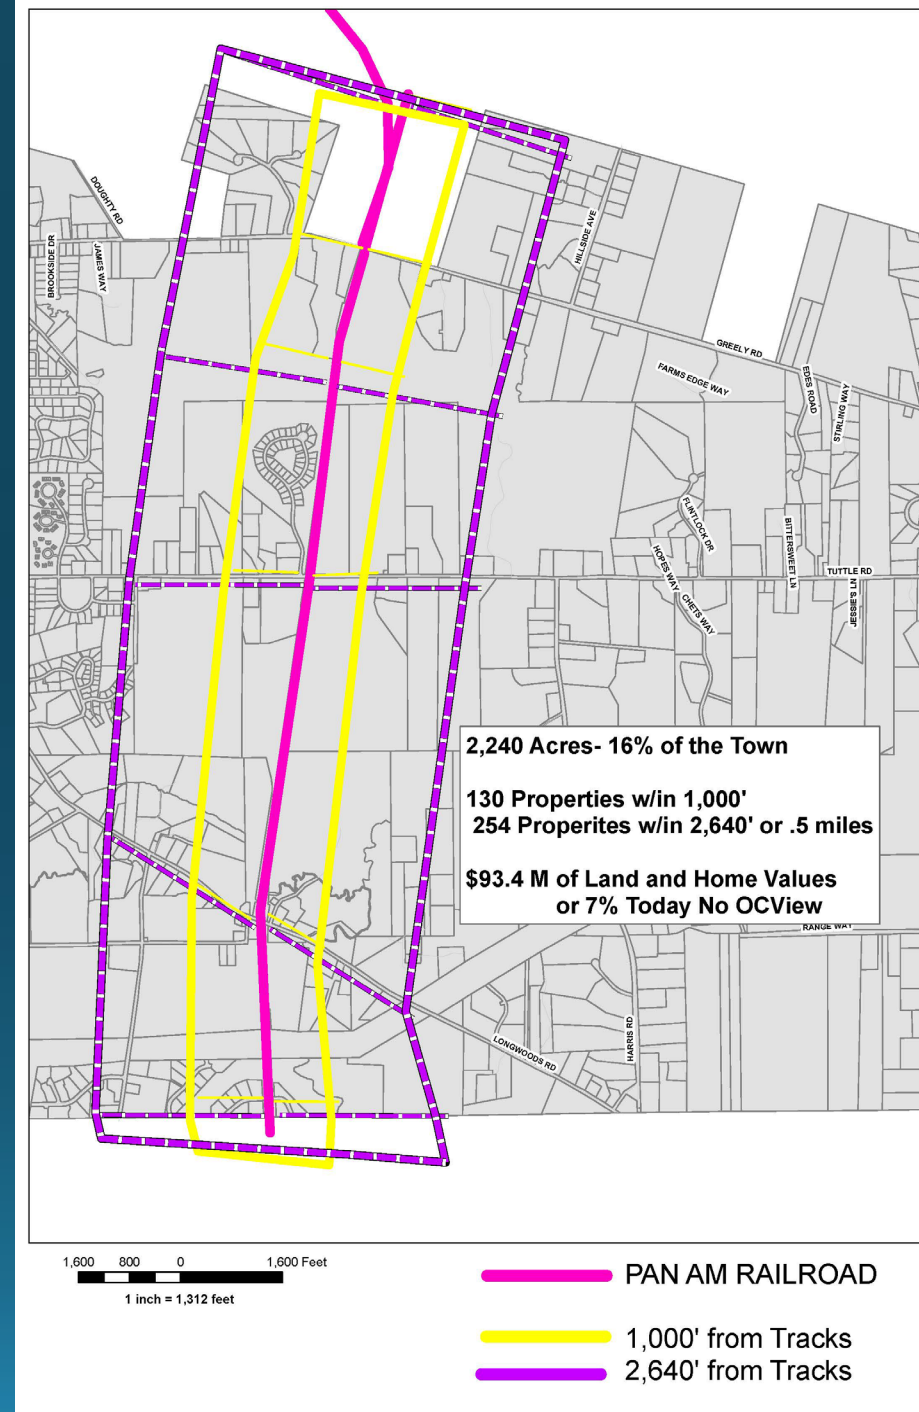 DOUGHTY RD
BROOKSIDE DR
JAMES WAY
HILLSIDE AVE
GREELY RD
FARMS EDGE WAY
EDES ROAD
STIRLING WAY
FLINTLOCK DR
BITTERSWEET LN
HOPES WAY
TUTTLE RD
CHETS WAY
JESSIE'S LN
2,240 Acres- 16% of the Town
130 Properties w/in 1,000'
254 Properites w/in 2,640' or .5 miles
$93.4 M of Land and Home Values
or 7% Today No OCView
RANGE WAY
HARRIS RD
LONGWOODS RD
1,600 800 0 1,600 Feet
1 inch = 1,312 feet
PAN AM RAILROAD
1,000' from Tracks
2,640' from Tracks